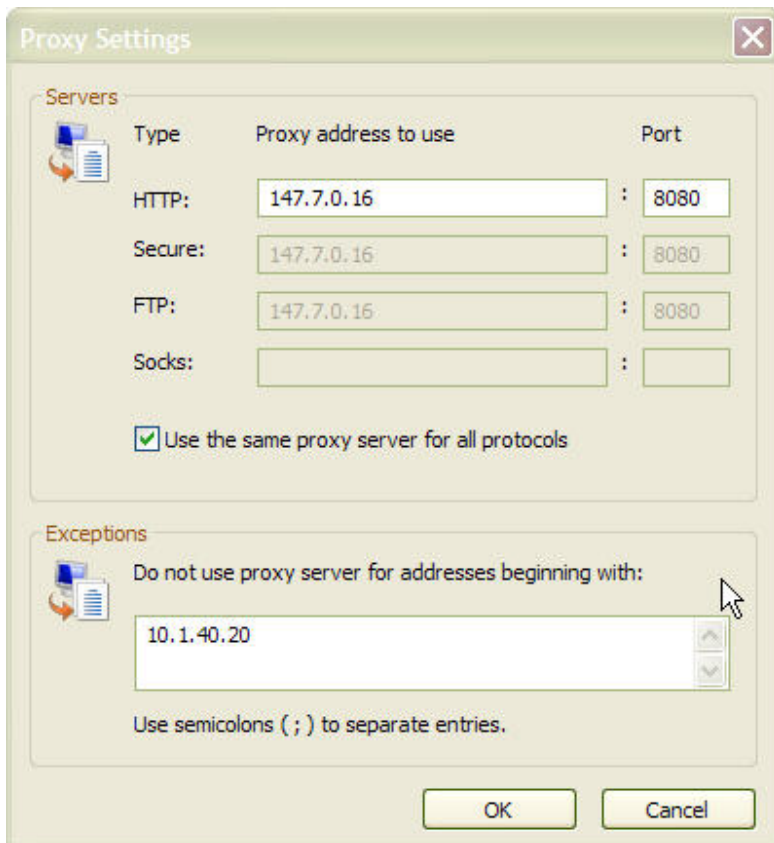 Proxy Settings
Servers
Type Proxy address to use Port
HTTP: 147.7.0.16 : 8080
Secure: 147.7.0.16 : 8080
FTP: 147.7.0.16 : 8080
Socks: :
Use the same proxy server for all protocols
Exceptions
Do not use proxy server for addresses beginning with:
10.1.40.20
Use semicolons ( ; ) to separate entries.
OK Cancel